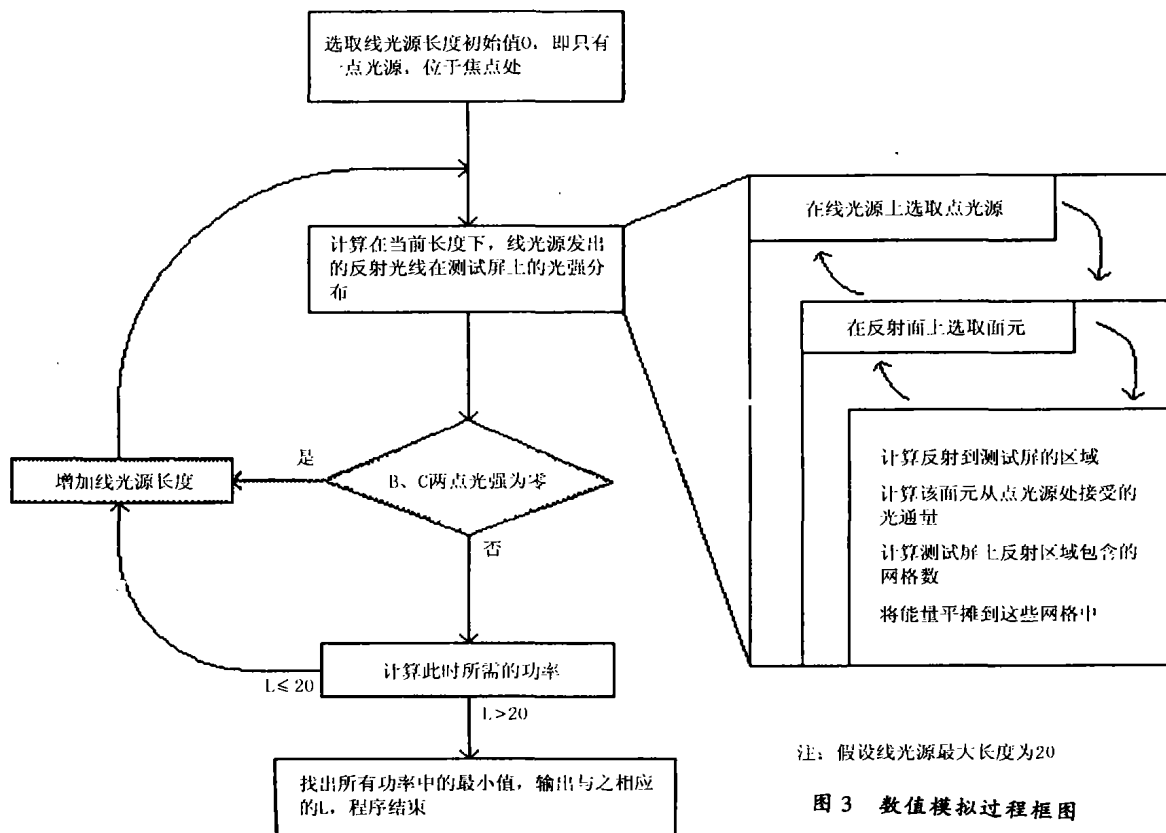 选取线光源长度初始值0，即只有
一点光源，位于焦点处
计算在当前长度下，线光源发出
的反射光线在测试屏上的光强分
布
B、C两点光强为零
是
否
增加线光源长度
计算此时所需的功率
L≤20
L>20
找出所有功率中的最小值，输出与之相应
的L，程序结束
在线光源上选取点光源
在反射面上选取面元
计算反射到测试屏的区域
计算该面元从点光源处接受的
光通量
计算测试屏上反射区域包含的
网格数
将能量平摊到这些网格中
注：假设线光源最大长度为20
图 3 数值模拟过程框图